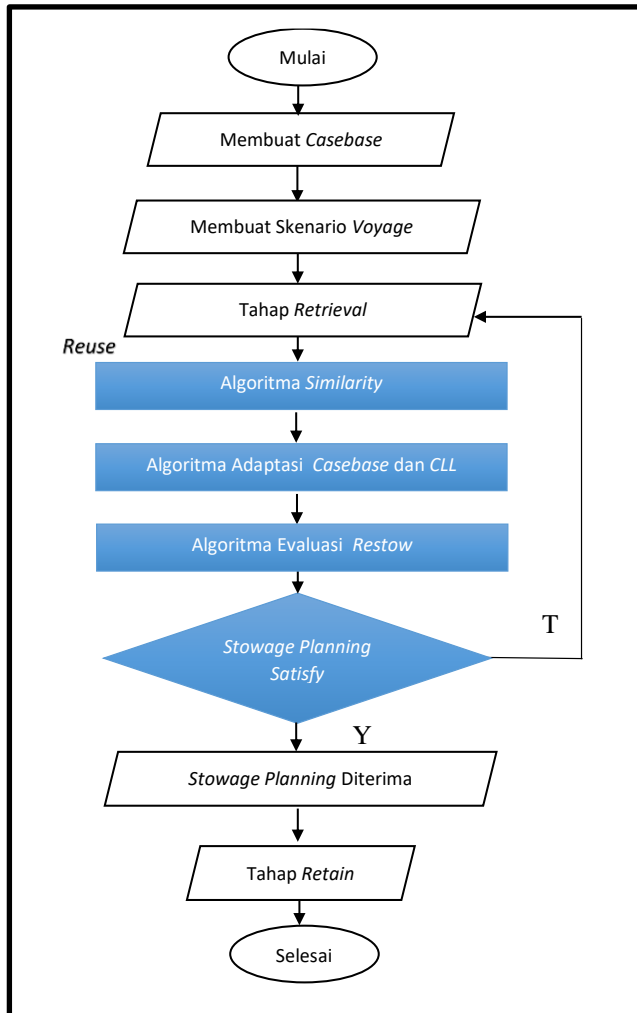 Mulai
Membuat Casebase
Membuat Skenario Voyage
Tahap Retrieval
Reuse
Algoritma Similarity
Algoritma Adaptasi Casebase dan CLL
Algoritma Evaluasi Restow
Stowage Planning
Satisfy
T
Y
Stowage Planning Diterima
Tahap Retain
Selesai